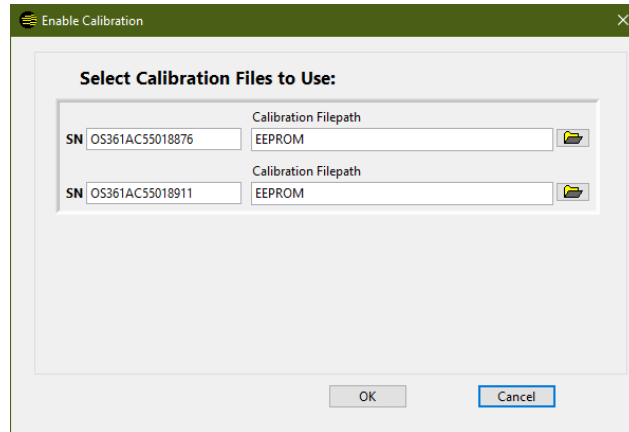 Enable Calibration
Select Calibration Files to Use:
Calibration Filepath
SN OS361AC55018876 EEPROM
Calibration Filepath
SN OS361AC55018911 EEPROM
OK Cancel